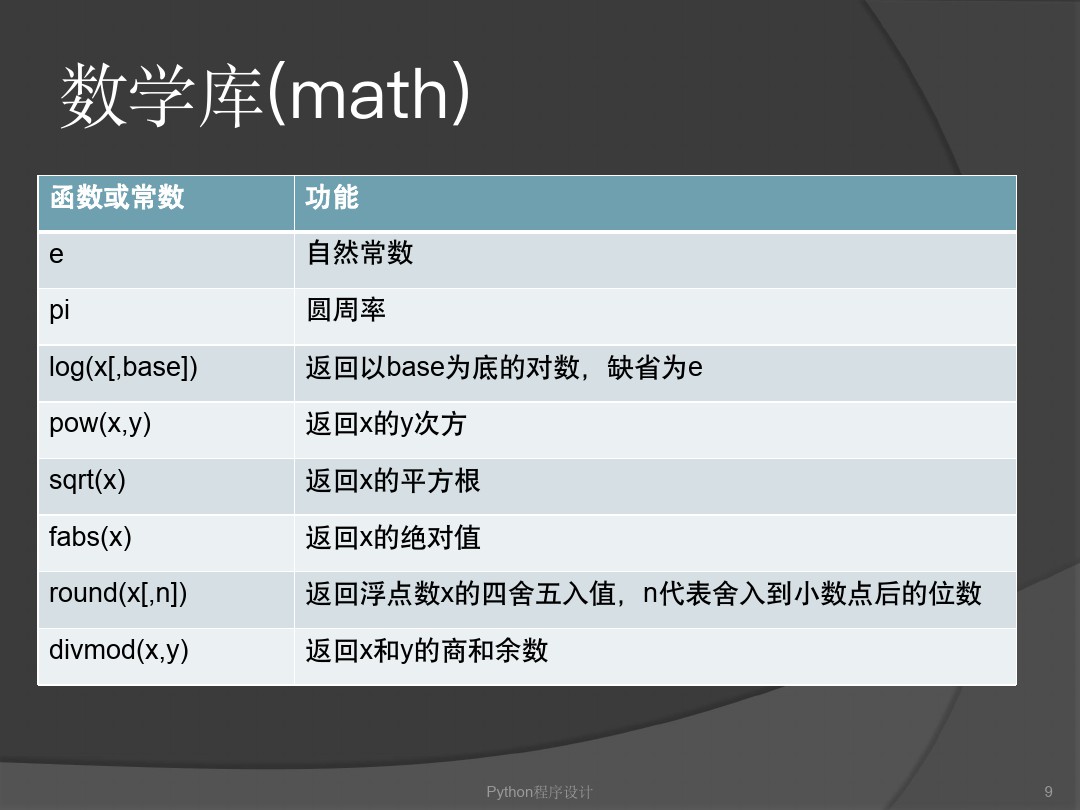 数学库(math)
函数或常数 功能
e 自然常数
pi 圆周率
log(x[,base]) 返回以base为底的对数，缺省为e
pow(x,y) 返回x的y次方
sqrt(x) 返回x的平方根
fabs(x) 返回x的绝对值
round(x[,n]) 返回浮点数x的四舍五入值，n代表舍入到小数点后的位数
divmod(x,y) 返回x和y的商和余数
Python程序设计 9